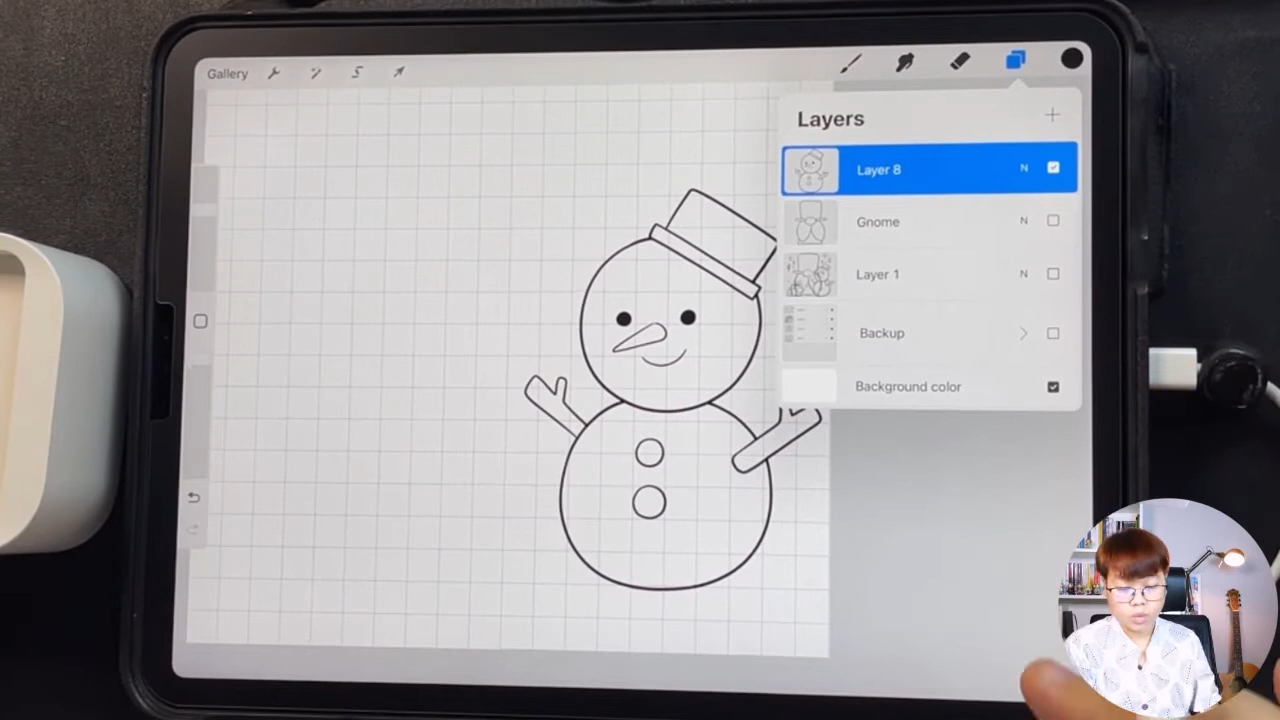 Gallery
Layers
Layer 8 N
Gnome N
Layer 1 N
Backup
Background color